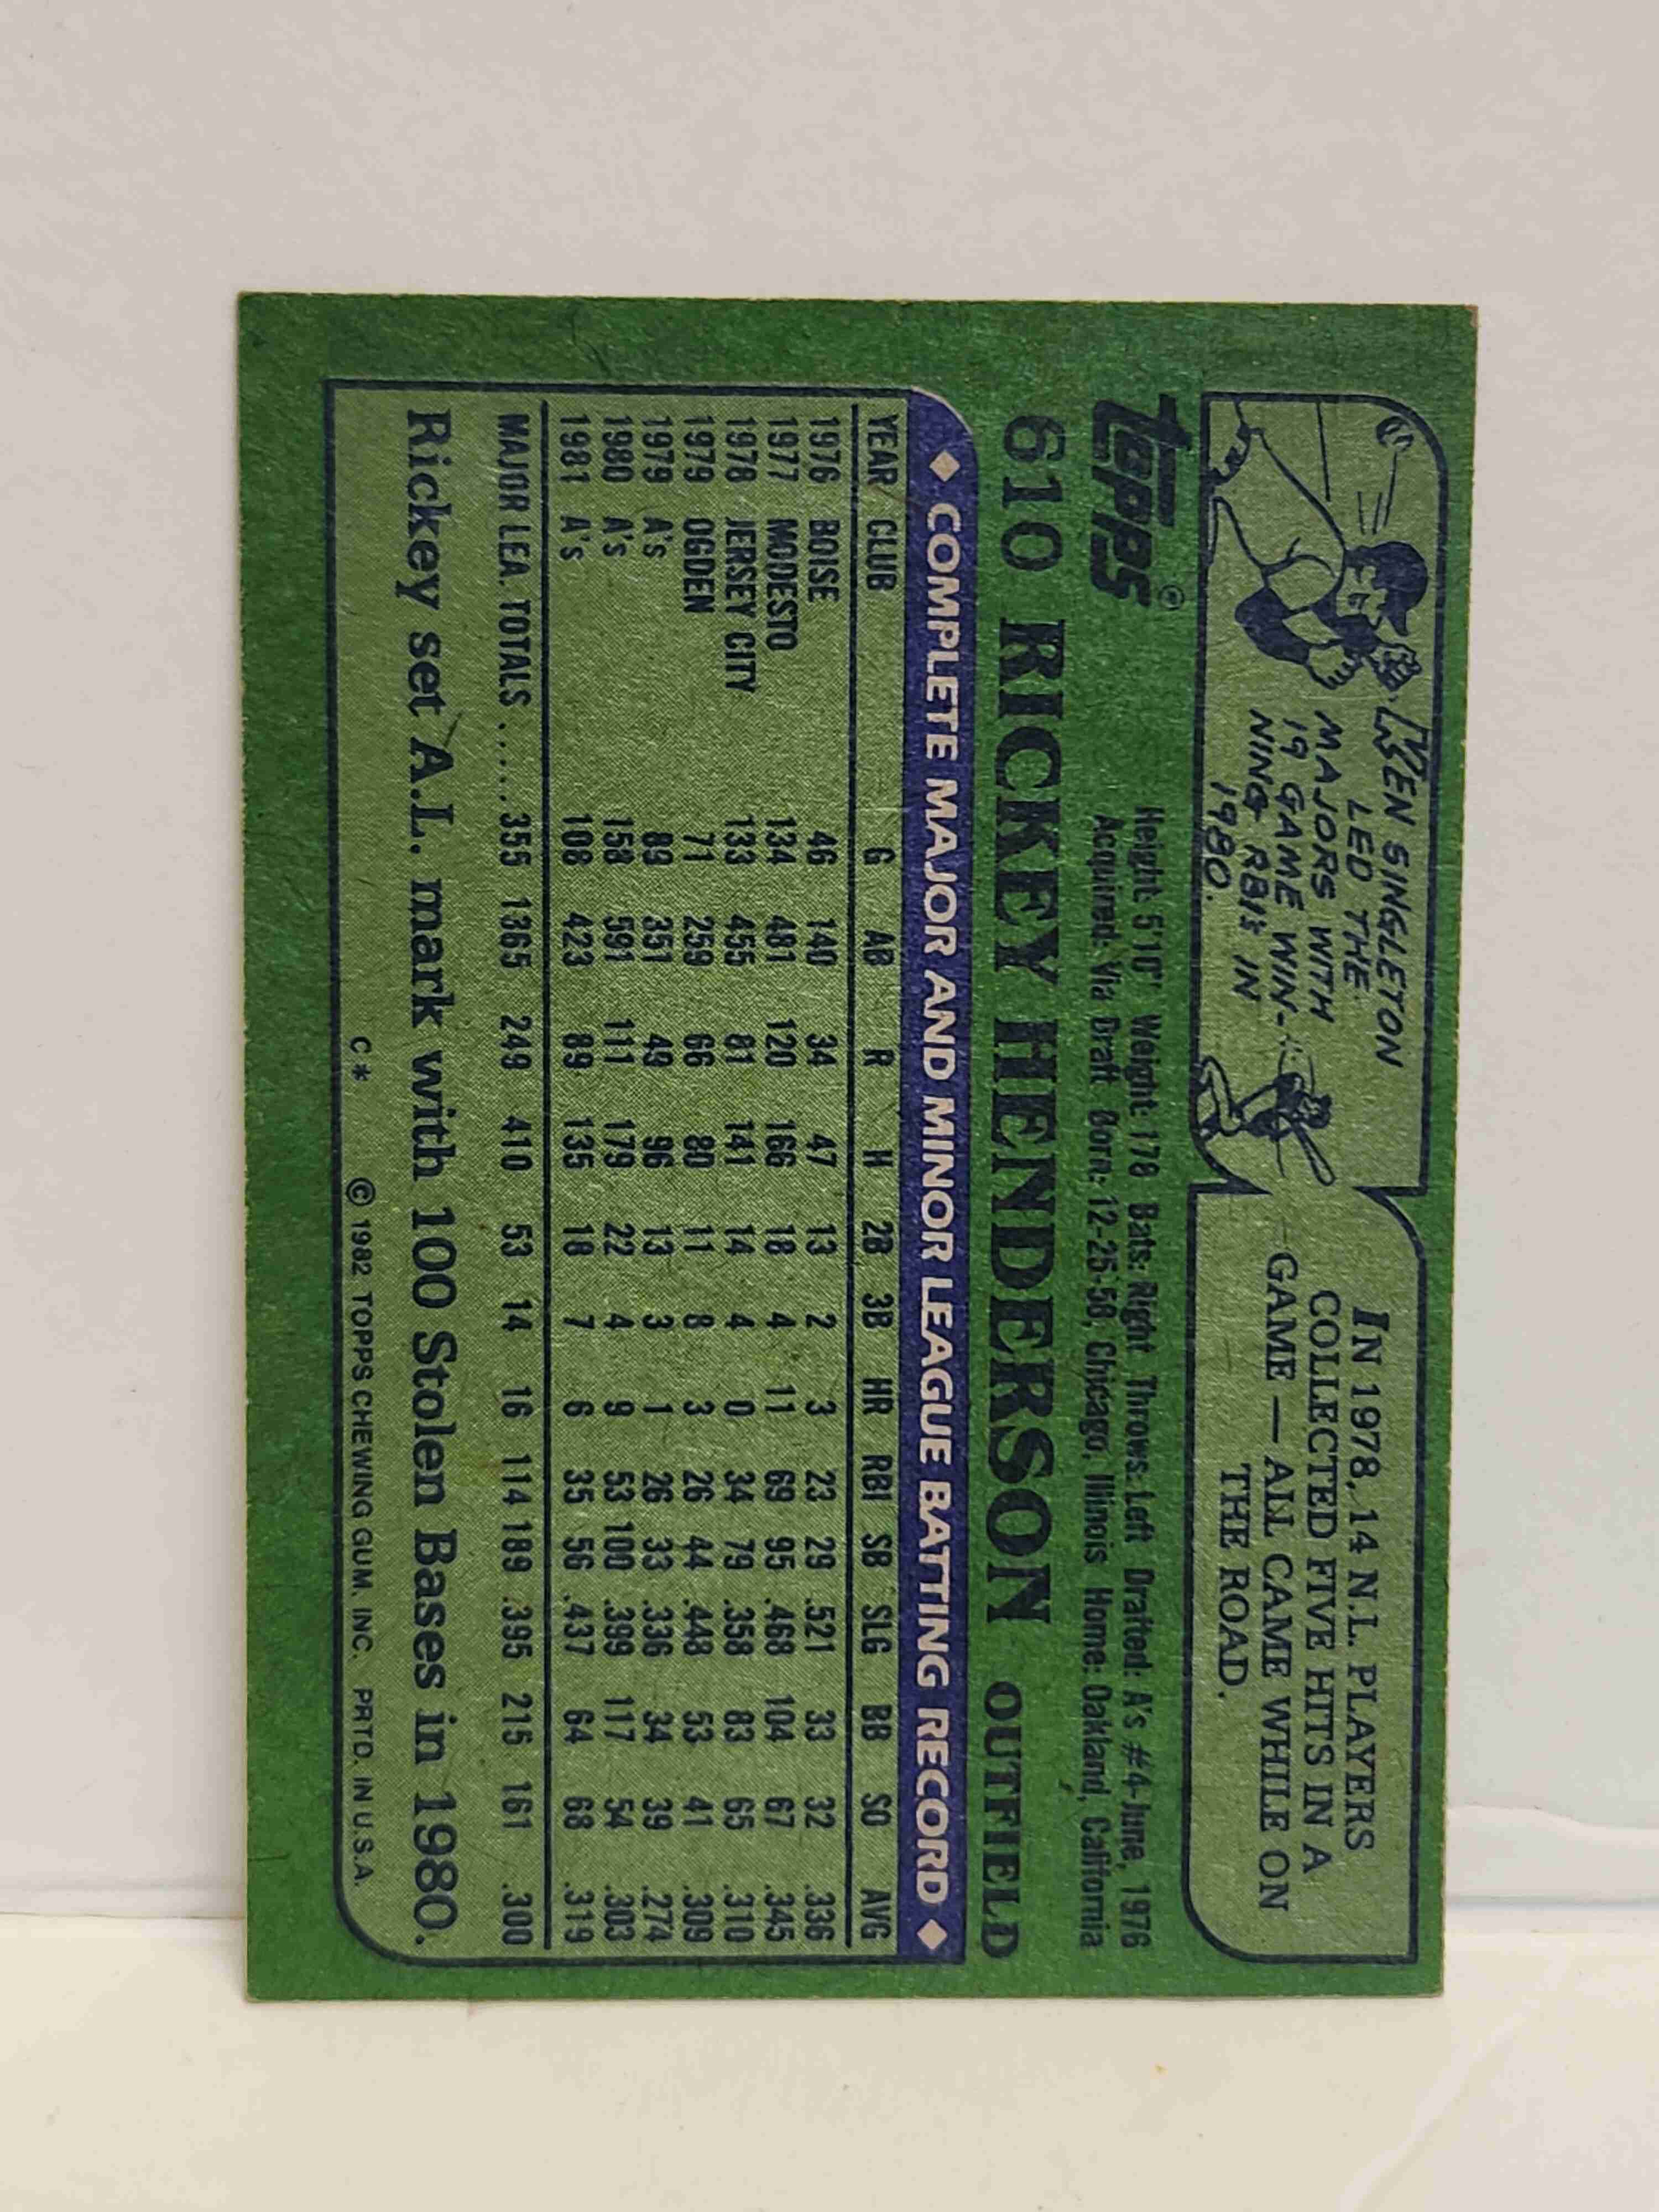 KEN SINGLETON
LED THE
MAJORS WITH
19 GAME WIN-
NING RBI'S IN
1980.
IN 1978, 14 N.L. PLAYERS
COLLECTED FIVE HITS IN A
GAME — ALL CAME WHILE ON
THE ROAD.
topps®
Height: 5'10" Weight: 178 Bats: Right Throws: Left Drafted: A's #4-June, 1976
Acquired: Via Draft Born: 12-25-58, Chicago, Illinois Home: Oakland, California
610 RICKEY HENDERSON OUTFIELD
◆ COMPLETE MAJOR AND MINOR LEAGUE BATTING RECORD ◆
YEAR CLUB G AB R H 2B 3B HR RBI SB SLG BB SO AVG
1976 BOISE 46 140 34 47 13 2 3 23 29 .521 33 32 .336
1977 MODESTO 134 481 120 166 18 4 11 69 95 .468 104 67 .345
1978 JERSEY CITY 133 455 81 141 14 4 0 34 79 .358 83 65 .310
1979 OGDEN 71 259 66 80 11 8 3 26 44 .448 53 41 .309
1979 A's 89 351 49 96 13 3 1 26 33 .336 34 39 .274
1980 A's 158 591 111 179 22 4 9 53 100 .399 117 54 .303
1981 A's 108 423 89 135 18 7 6 35 56 .437 64 68 .319
MAJOR LEA. TOTALS ...... 355 1365 249 410 53 14 16 114 189 .395 215 161 .300
Rickey set A.L. mark with 100 Stolen Bases in 1980.
C* © 1982 TOPPS CHEWING GUM, INC. PRTD. IN U.S.A.